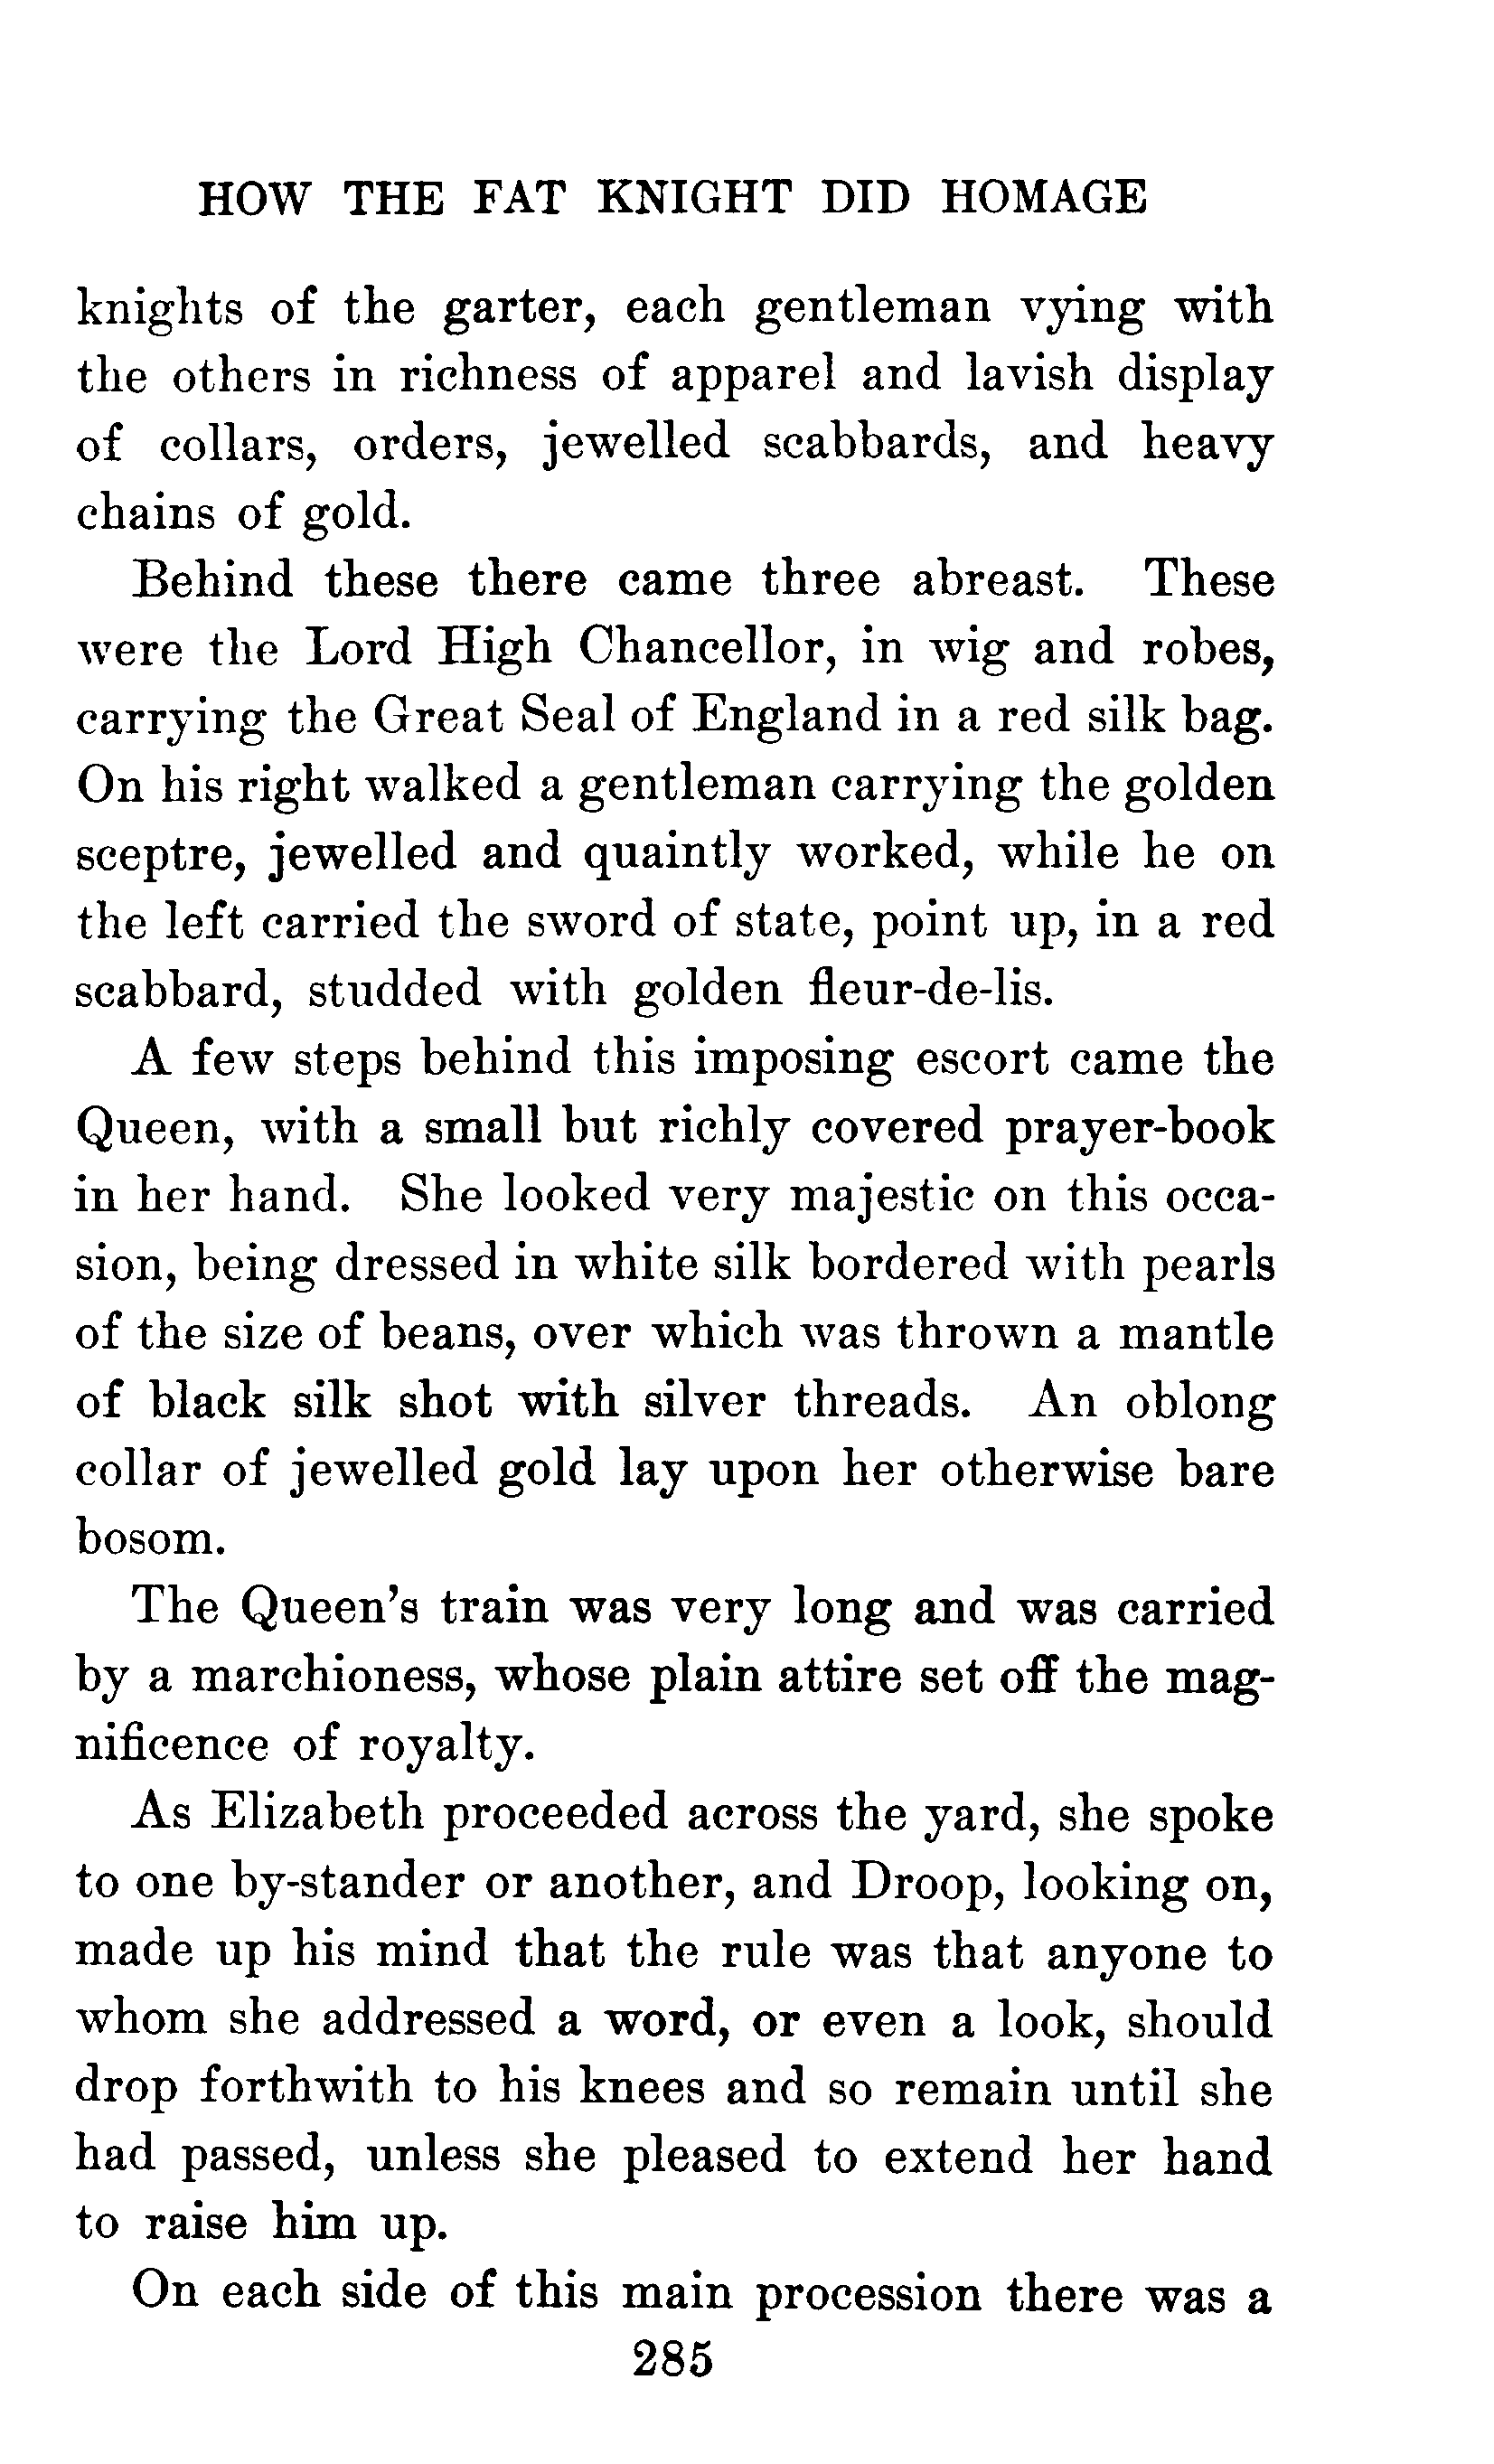 HOW THE FAT KNIGHT DID HOMAGE
knights of the garter, each gentleman vying with
the others in richness of apparel and lavish display
of collars, orders, jewelled scabbards, and heavy
chains of gold.
Behind these there came three abreast. These
were the Lord High Chancellor, in wig and robes,
carrying the Great Seal of England in a red silk bag.
On his right walked a gentleman carrying the golden
sceptre, jewelled and quaintly worked, while he on
the left carried the sword of state, point up, in a red
scabbard, studded with golden fleur-de-lis.
A few steps behind this imposing escort came the
Queen, with a small but richly covered prayer-book
in her hand. She looked very majestic on this occa-
sion, being dressed in white silk bordered with pearls
of the size of beans, over which was thrown a mantle
of black silk shot with silver threads. An oblong
collar of jewelled gold lay upon her otherwise bare
bosom.
The Queen's train was very long and was carried
by a marchioness, whose plain attire set off the mag-
nificence of royalty.
As Elizabeth proceeded across the yard, she spoke
to one by-stander or another, and Droop, looking on,
made up his mind that the rule was that anyone to
whom she addressed a word, or even a look, should
drop forthwith to his knees and so remain until she
had passed, unless she pleased to extend her hand
to raise him up.
On each side of this main procession there was a
285